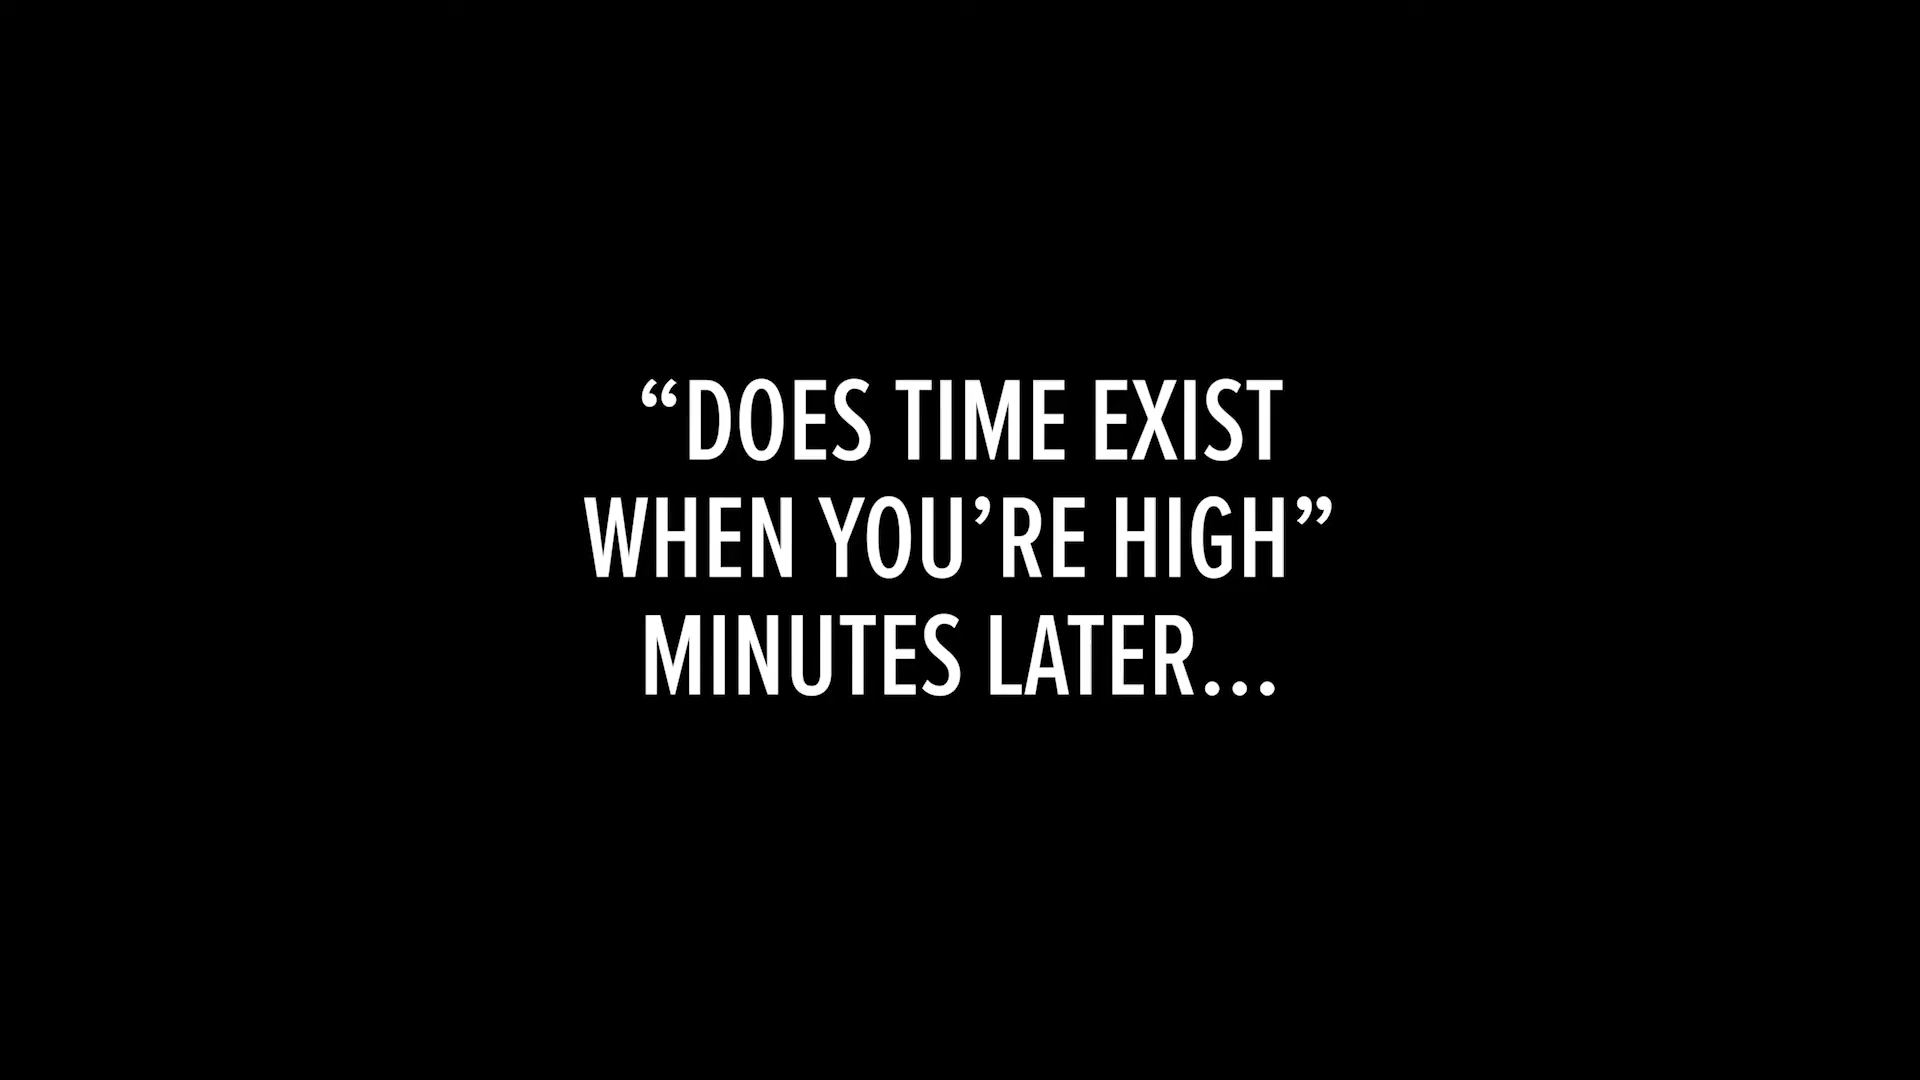 “DOES TIME EXIST
WHEN YOU’RE HIGH”
MINUTES LATER...